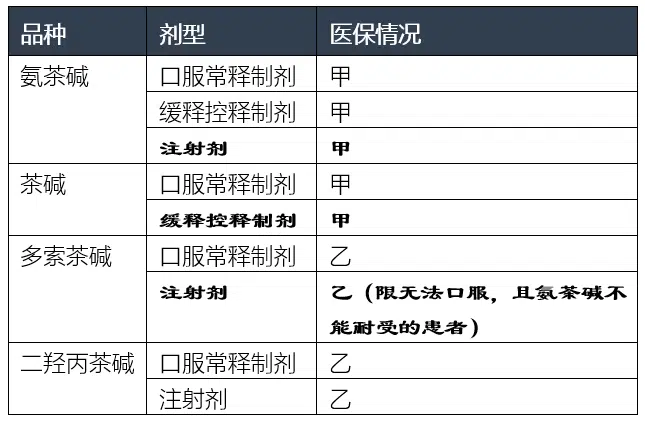 品种 剂型 医保情况
氨茶碱 口服常释制剂 甲
缓释控释制剂 甲
注射剂 甲
茶碱 口服常释制剂 甲
缓释控释制剂 甲
多索茶碱 口服常释制剂 乙
注射剂 乙（限无法口服，且氨茶碱不
能耐受的患者）
二羟丙茶碱 口服常释制剂 乙
注射剂 乙